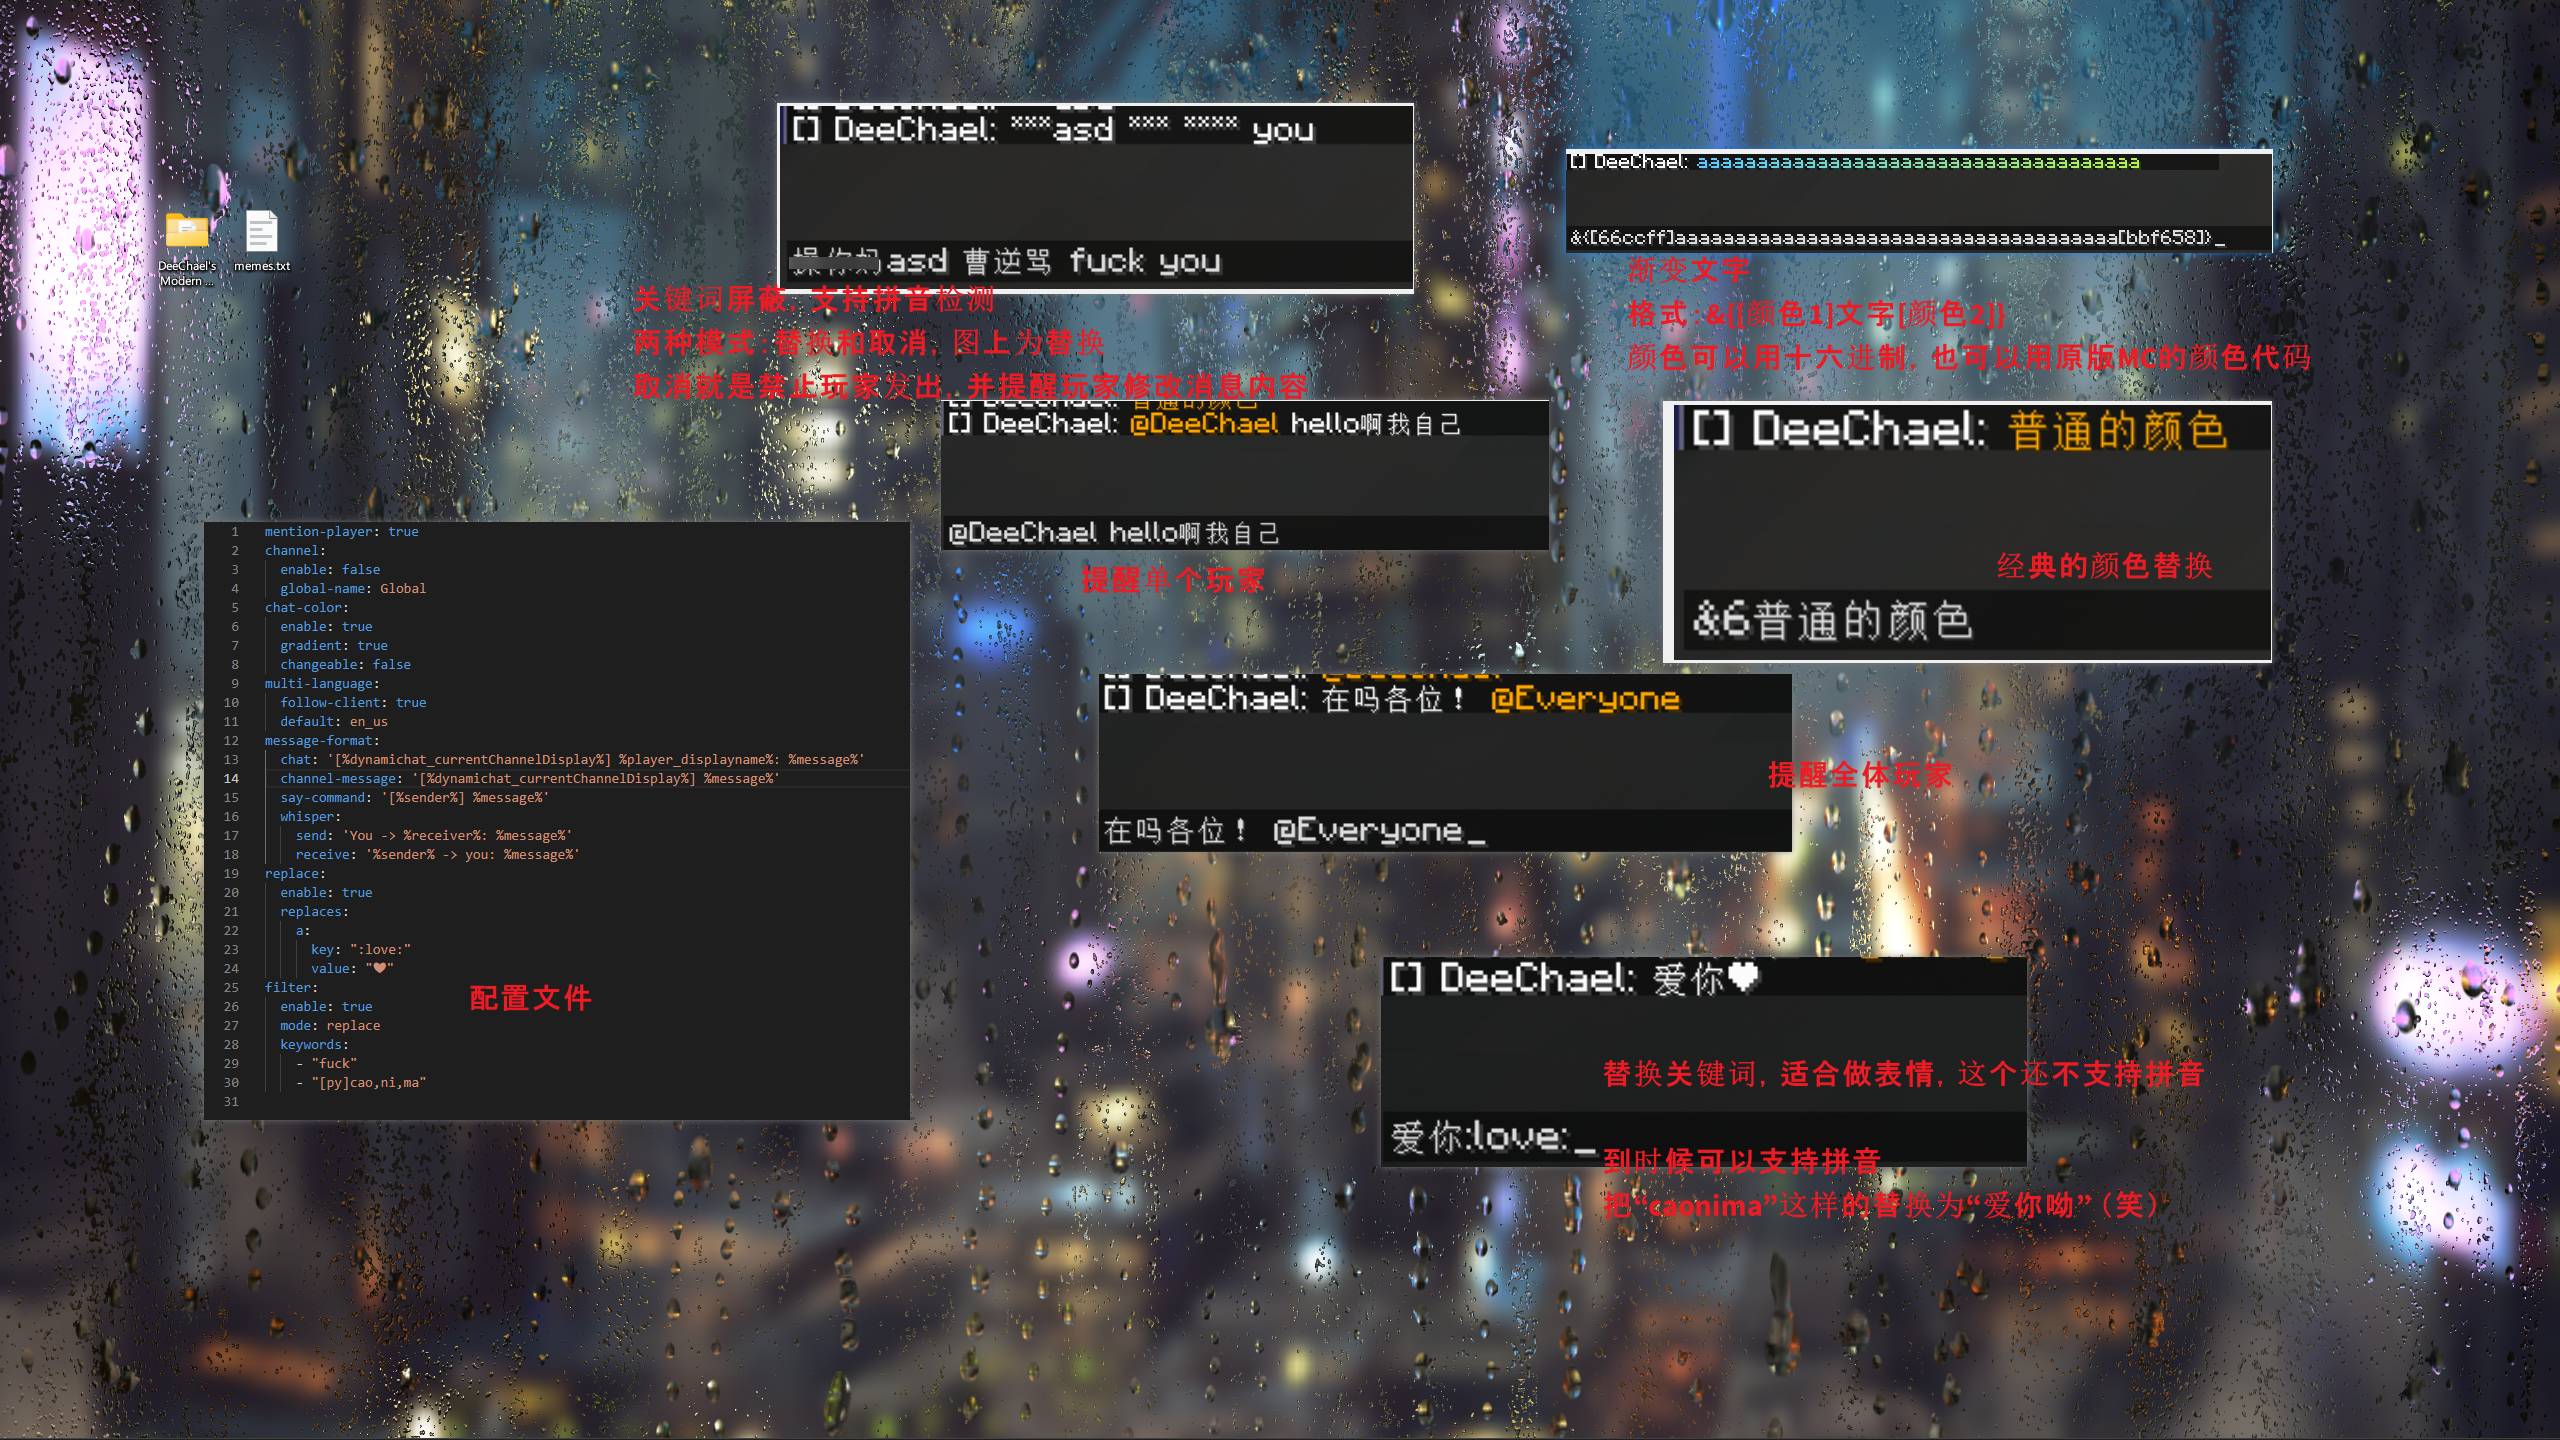 DeeChael's
Modern ...
memes.txt
[] DeeChael: ***asd *** **** you
asd 曹逆骂 fuck you
关键词屏蔽，支持拼音检测
两种模式：替换和取消，图上为替换
取消就是禁止玩家发出，并提醒玩家修改消息内容
[] DeeChael: aaaaaaaaaaaaaaaaaaaaaaaaaaaaaaaaaaaaaa
&{[66ccff]aaaaaaaaaaaaaaaaaaaaaaaaaaaaaaaaaaaaaa[bbf658]}_
渐变文字
格式：&{[颜色1]文字[颜色2]}
颜色可以用十六进制，也可以用原版MC的颜色代码
[] DeeChael: @DeeChael hello啊我自己
@DeeChael hello啊我自己
提醒单个玩家
[] DeeChael: 普通的颜色
经典的颜色替换
&6普通的颜色
1 mention-player: true
2 channel:
3 enable: false
4 global-name: Global
5 chat-color:
6 enable: true
7 gradient: true
8 changeable: false
9 multi-language:
10 follow-client: true
11 default: en_us
12 message-format:
13 chat: '[%dynamichat_currentChannelDisplay%] %player_displayname%: %message%'
14 channel-message: '[%dynamichat_currentChannelDisplay%] %message%'
15 say-command: '[%sender%] %message%'
16 whisper:
17 send: 'You -> %receiver%: %message%'
18 receive: '%sender% -> you: %message%'
19 replace:
20 enable: true
21 replaces:
22 a:
23 key: ":love:"
24 value: "❤"
25 filter:
26 enable: true
27 mode: replace
28 keywords:
29 - "fuck"
30 - "[py]cao,ni,ma"
31
配置文件
[] DeeChael: 在吗各位！ @Everyone
提醒全体玩家
在吗各位！ @Everyone_
[] DeeChael: 爱你❤
替换关键词，适合做表情，这个还不支持拼音
爱你:love:_
到时候可以支持拼音
把“caonima”这样的替换为“爱你呦”（笑）